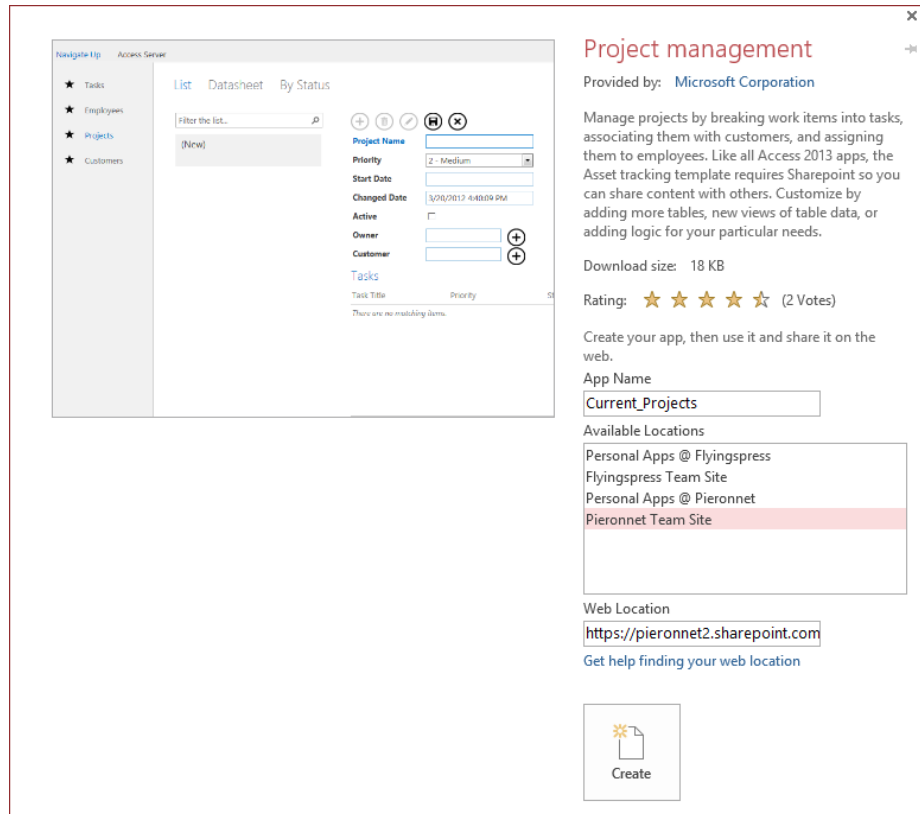 Navigate Up Access Server
Tasks
Employees
Projects
Customers
List Datasheet By Status
Filter the list...
(New)
Project Name
Priority 2 - Medium
Start Date
Changed Date 3/20/2012 4:40:09 PM
Active
Owner
Customer
Tasks
Task Title Priority St
There are no matching items.
Project management
Provided by: Microsoft Corporation
Manage projects by breaking work items into tasks,
associating them with customers, and assigning
them to employees. Like all Access 2013 apps, the
Asset tracking template requires Sharepoint so you
can share content with others. Customize by
adding more tables, new views of table data, or
adding logic for your particular needs.
Download size: 18 KB
Rating: (2 Votes)
Create your app, then use it and share it on the
web.
App Name
Current_Projects
Available Locations
Personal Apps @ Flyingspress
Flyingspress Team Site
Personal Apps @ Pieronnet
Pieronnet Team Site
Web Location
https://pieronnet2.sharepoint.com
Get help finding your web location
Create